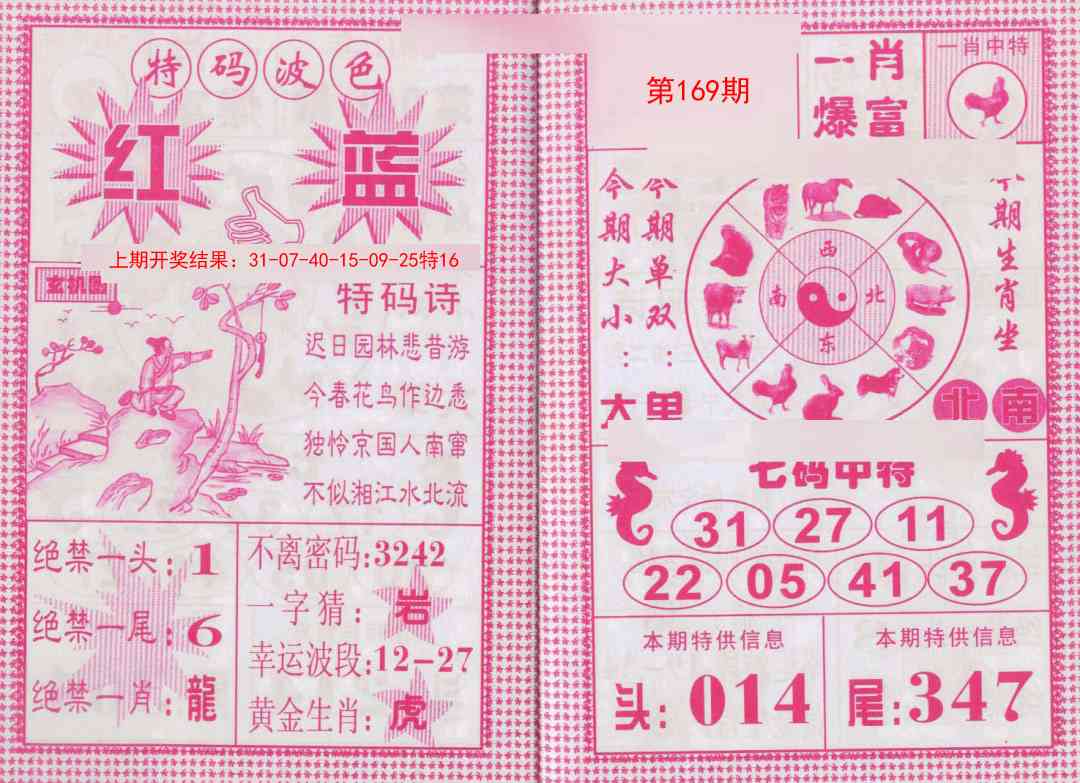 特码波色
红 蓝
上期开奖结果：31-07-40-15-09-25特16
玄机图
特码诗
迟日园林悲昔游
今春花鸟作边愁
独怜京国人南窜
不似湘江水北流
绝禁一头：1
绝禁一尾：6
绝禁一肖：龍
不离密码：3242
一字猜：岩
幸运波段：12-27
黄金生肖：虎
第169期
一肖
爆富
一肖中特
今期大小：大
今期单双：单
西
南 北
东
本期生肖坐
北 南
七码中特
31 27 11
22 05 41 37
本期特供信息
头：014
本期特供信息
尾：347